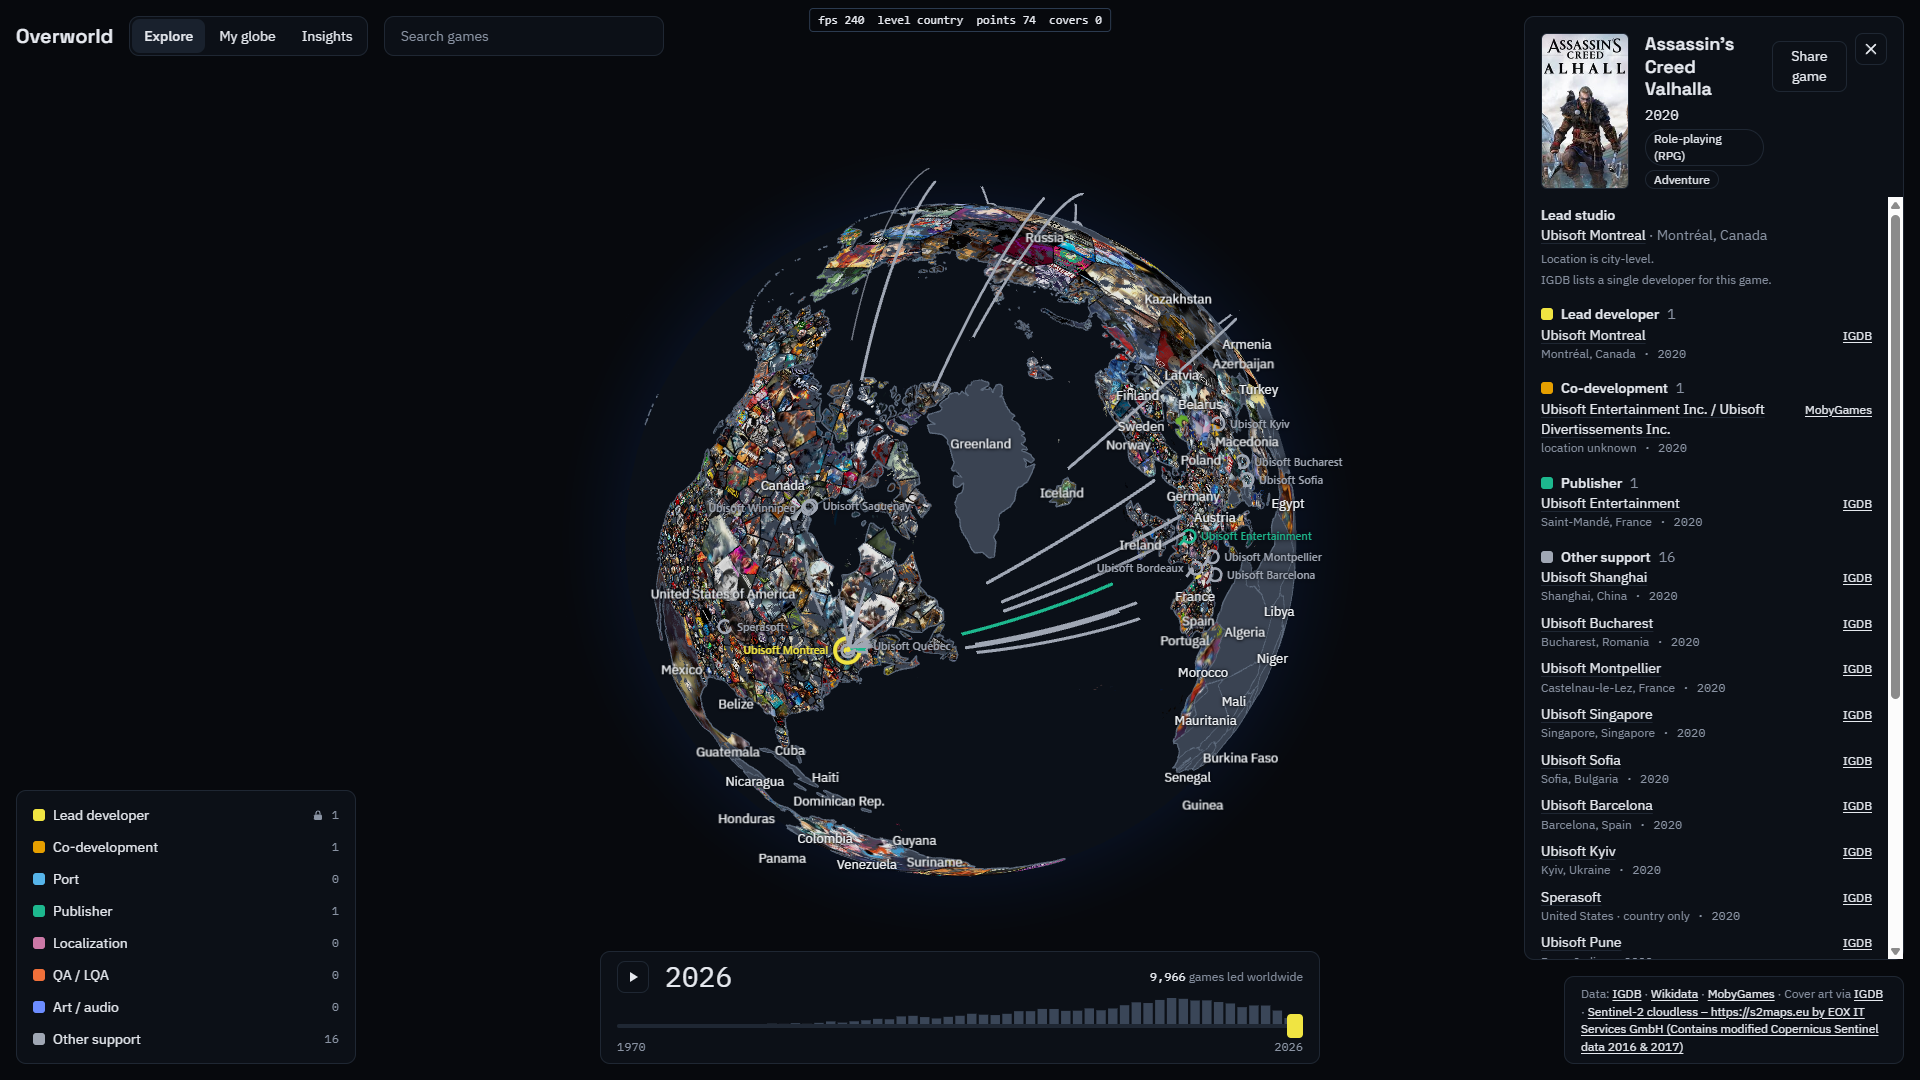 Overworld
Explore
My globe
Insights
Search games
fps 240 level country points 74 covers 0
ASSASSIN'S
CREED
ALHALL
Assassin's
Creed
Valhalla
2020
Role-playing
(RPG)
Adventure
Share
game
Lead studio
Ubisoft Montreal · Montréal, Canada
Location is city-level.
IGDB lists a single developer for this game.
Lead developer 1
Ubisoft Montreal IGDB
Montréal, Canada · 2020
Co-development 1
Ubisoft Entertainment Inc. / Ubisoft MobyGames
Divertissements Inc.
location unknown · 2020
Publisher 1
Ubisoft Entertainment IGDB
Saint-Mandé, France · 2020
Other support 16
Ubisoft Shanghai IGDB
Shanghai, China · 2020
Ubisoft Bucharest IGDB
Bucharest, Romania · 2020
Ubisoft Montpellier IGDB
Castelnau-le-Lez, France · 2020
Ubisoft Singapore IGDB
Singapore, Singapore · 2020
Ubisoft Sofia IGDB
Sofia, Bulgaria · 2020
Ubisoft Barcelona IGDB
Barcelona, Spain · 2020
Ubisoft Kyiv IGDB
Kyiv, Ukraine · 2020
Sperasoft IGDB
United States · country only · 2020
Ubisoft Pune IGDB
Russia
Kazakhstan
Armenia
Azerbaijan
Latvia
Turkey
Finland
Belarus
Ubisoft Kyiv
Sweden
Macedonia
Norway
Greenland
Poland
Ubisoft Bucharest
Ubisoft Sofia
Canada
Iceland
Germany
Egypt
Ubisoft Winnipeg
Ubisoft Saguenay
Austria
Ubisoft Entertainment
Ireland
Ubisoft Montpellier
Ubisoft Bordeaux
Ubisoft Barcelona
United States of America
France
Libya
Sperasoft
Spain
Algeria
Portugal
Ubisoft Montreal
Ubisoft Québec
Niger
Mexico
Morocco
Belize
Mali
Mauritania
Guatemala
Cuba
Burkina Faso
Nicaragua
Haiti
Senegal
Dominican Rep.
Guinea
Honduras
Colombia
Guyana
Panama
Venezuela
Suriname
Lead developer 1
Co-development 1
Port 0
Publisher 1
Localization 0
QA / LQA 0
Art / audio 0
Other support 16
2026
9,966 games led worldwide
1970
2026
Data: IGDB · Wikidata · MobyGames · Cover art via IGDB
· Sentinel-2 cloudless – https://s2maps.eu by EOX IT
Services GmbH (Contains modified Copernicus Sentinel
data 2016 & 2017)